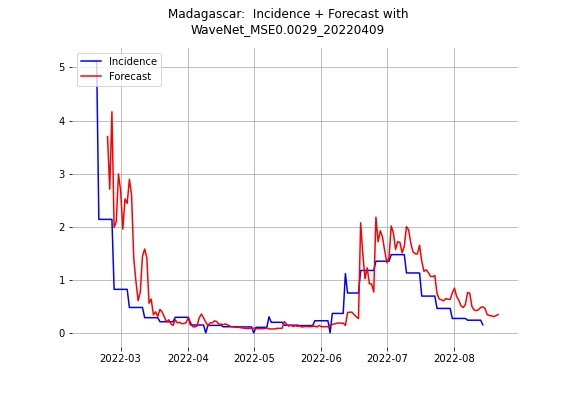 Madagascar:  Incidence + Forecast with
WaveNet_MSE0.0029_20220409
Incidence
Forecast
5
4
3
2
1
0
2022-03 2022-04 2022-05 2022-06 2022-07 2022-08